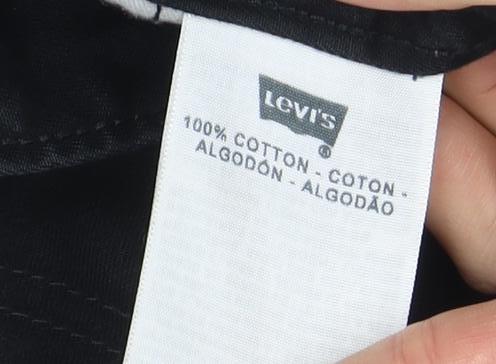 Levi's ®
100% COTTON - COTON -
ALGODÓN - ALGODÃO